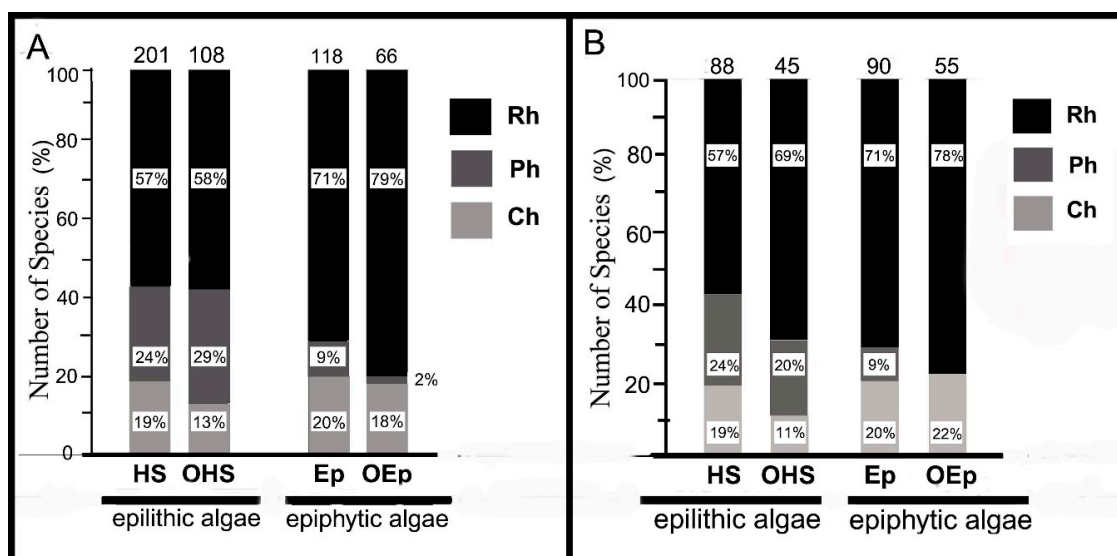 A
201 108 118 66
100
80
60
40
20
0
Number of Species (%)
57% 58% 71% 79%
24% 29% 9% 2%
19% 13% 20% 18%
Rh
Ph
Ch
HS OHS Ep OEp
epilithic algae epiphytic algae
B
88 45 90 55
100
80
60
40
20
Number of Species (%)
57% 69% 71% 78%
24% 20% 9%
19% 11% 20% 22%
Rh
Ph
Ch
HS OHS Ep OEp
epilithic algae epiphytic algae